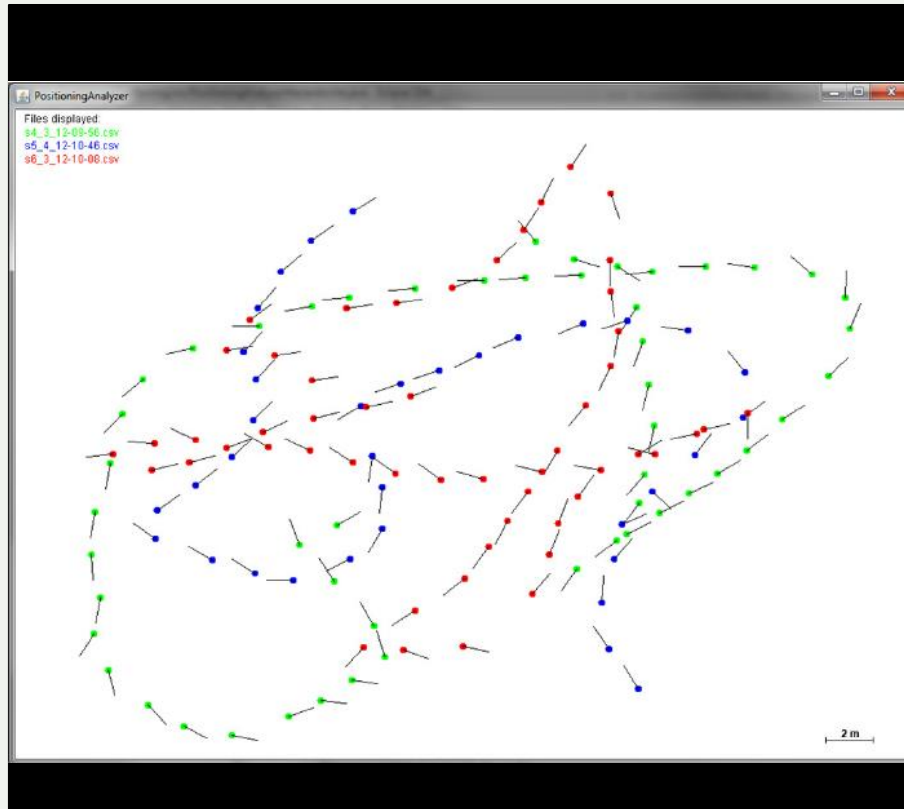 PositioningAnalyzer
Files displayed:
s4_3_12-09-56.csv
s5_4_12-10-46.csv
s6_3_12-10-08.csv
2 m